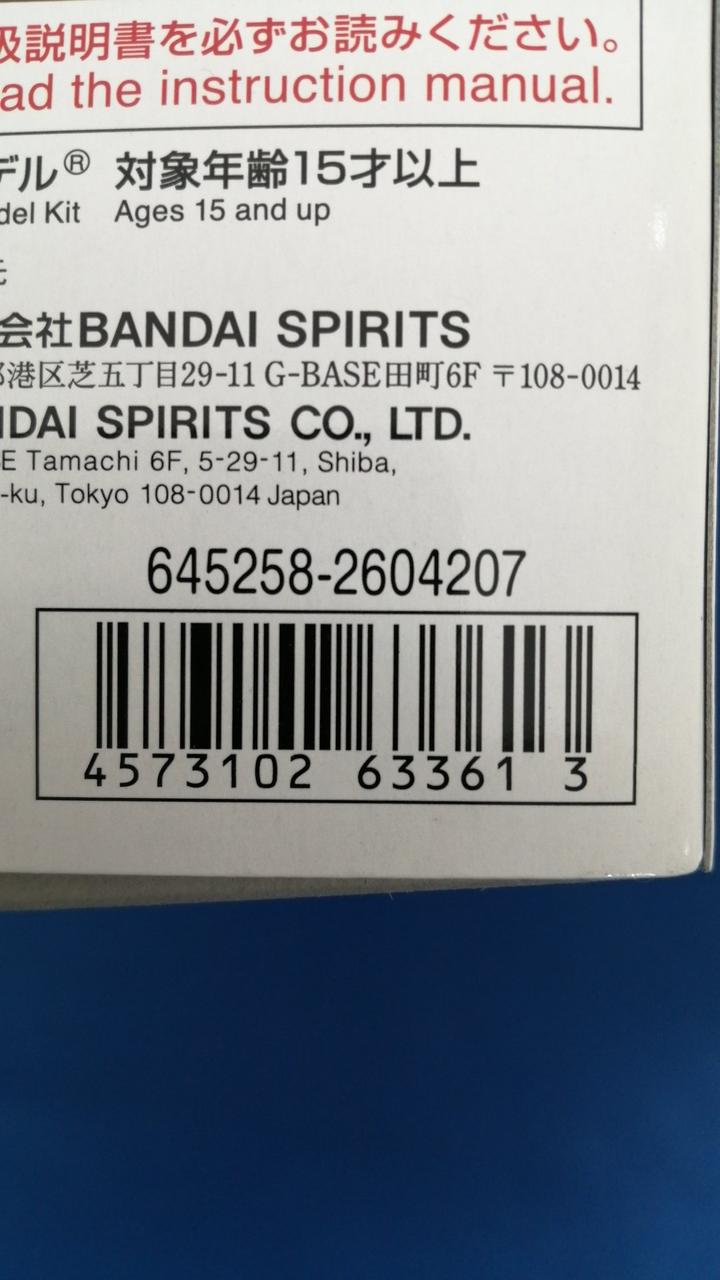 扱説明書を必ずお読みください。
ad the instruction manual.
デル® 対象年齢15才以上
del Kit Ages 15 and up
元
会社BANDAI SPIRITS
港区芝五丁目29-11 G-BASE田町6F 〒108-0014
NDAI SPIRITS CO., LTD.
E Tamachi 6F, 5-29-11, Shiba,
-ku, Tokyo 108-0014 Japan
645258-2604207
4573102 633613